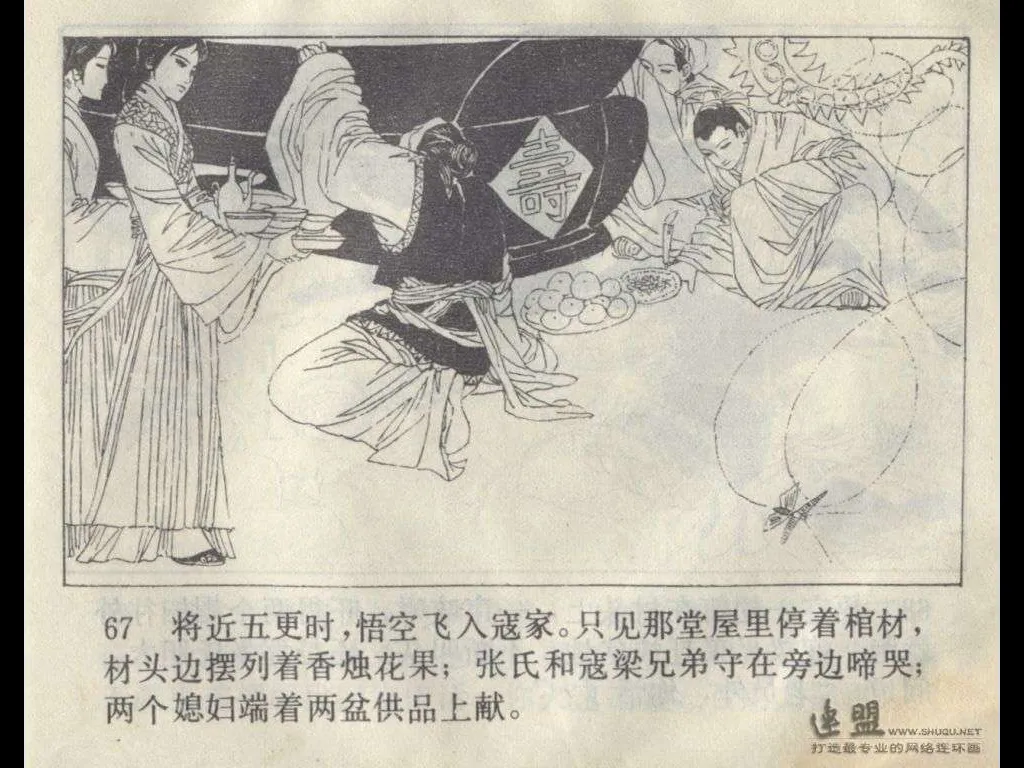 壽
67 将近五更时，悟空飞入寇家。只见那堂屋里停着棺材，
材头边摆列着香烛花果；张氏和寇梁兄弟守在旁边啼哭；
两个媳妇端着两盆供品上献。
连盟 WWW.SHUQU.NET
打造最专业的网络连环画